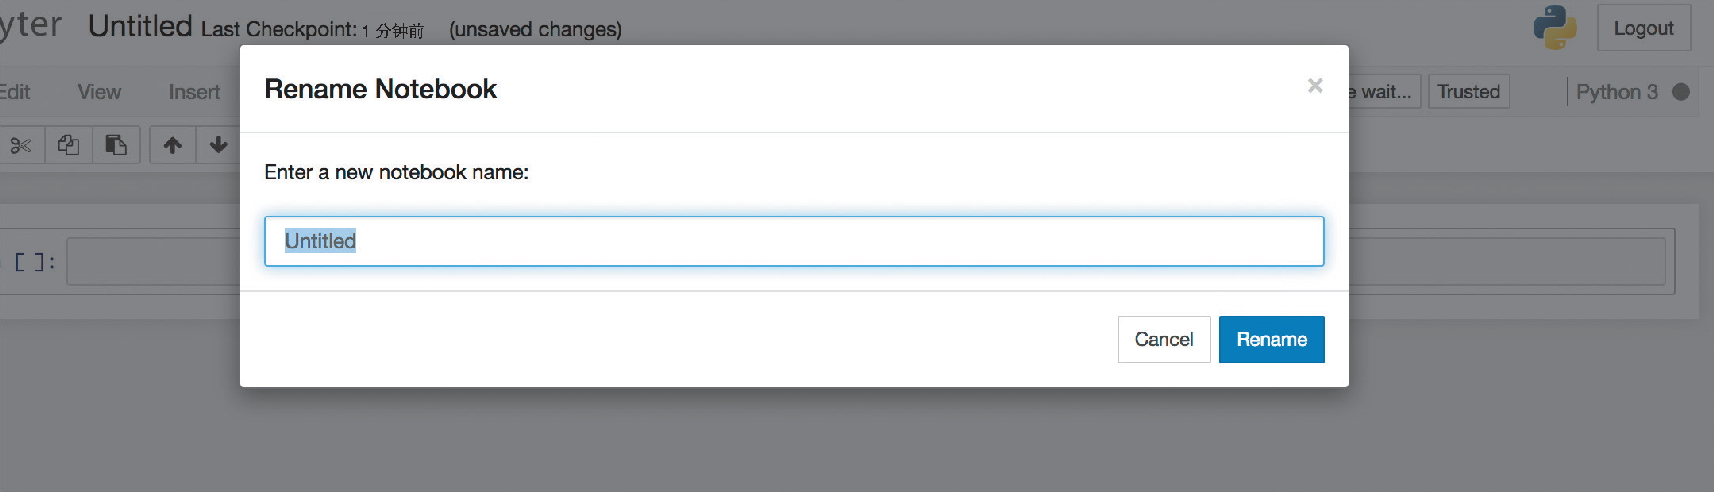 yter Untitled Last Checkpoint: 1 分钟前 (unsaved changes) Logout
Edit View Insert e wait... Trusted Python 3
Rename Notebook ×
Enter a new notebook name:
[ ]:
Untitled
Cancel Rename